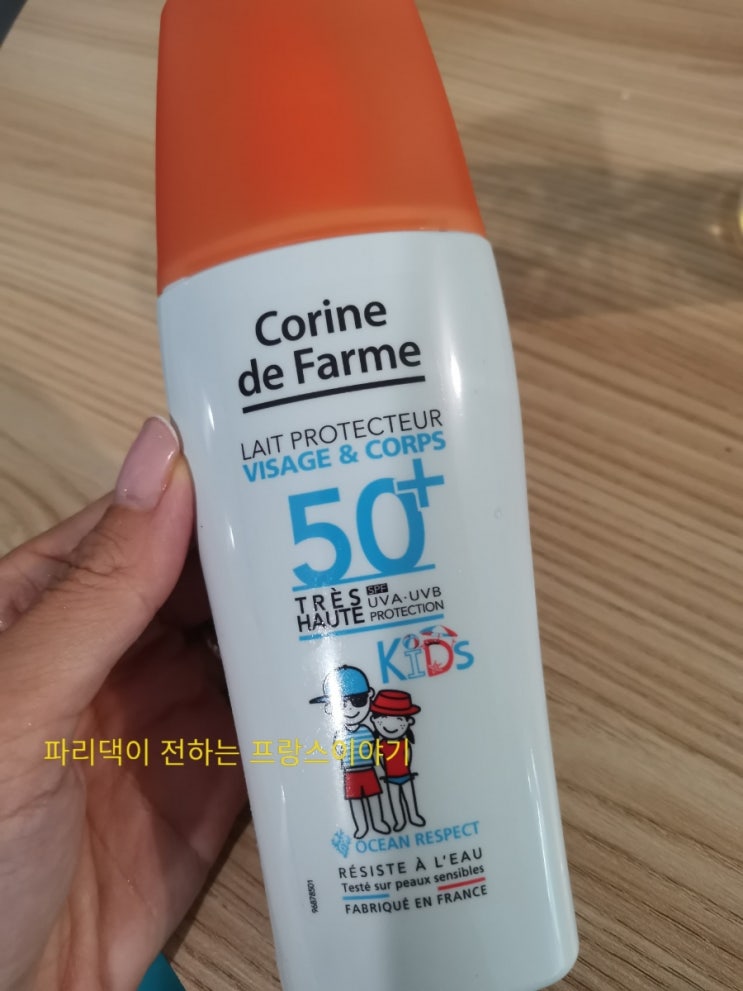 Corine
de Farme
LAIT PROTECTEUR
VISAGE & CORPS
50+
TRÈS
HAUTE
SPF
UVA-UVB
PROTECTION
KiDs
파리댁이 전하는 프랑스이야기
OCEAN RESPECT
RÉSISTE À L'EAU
Testé sur peaux sensibles
FABRIQUÉ EN FRANCE